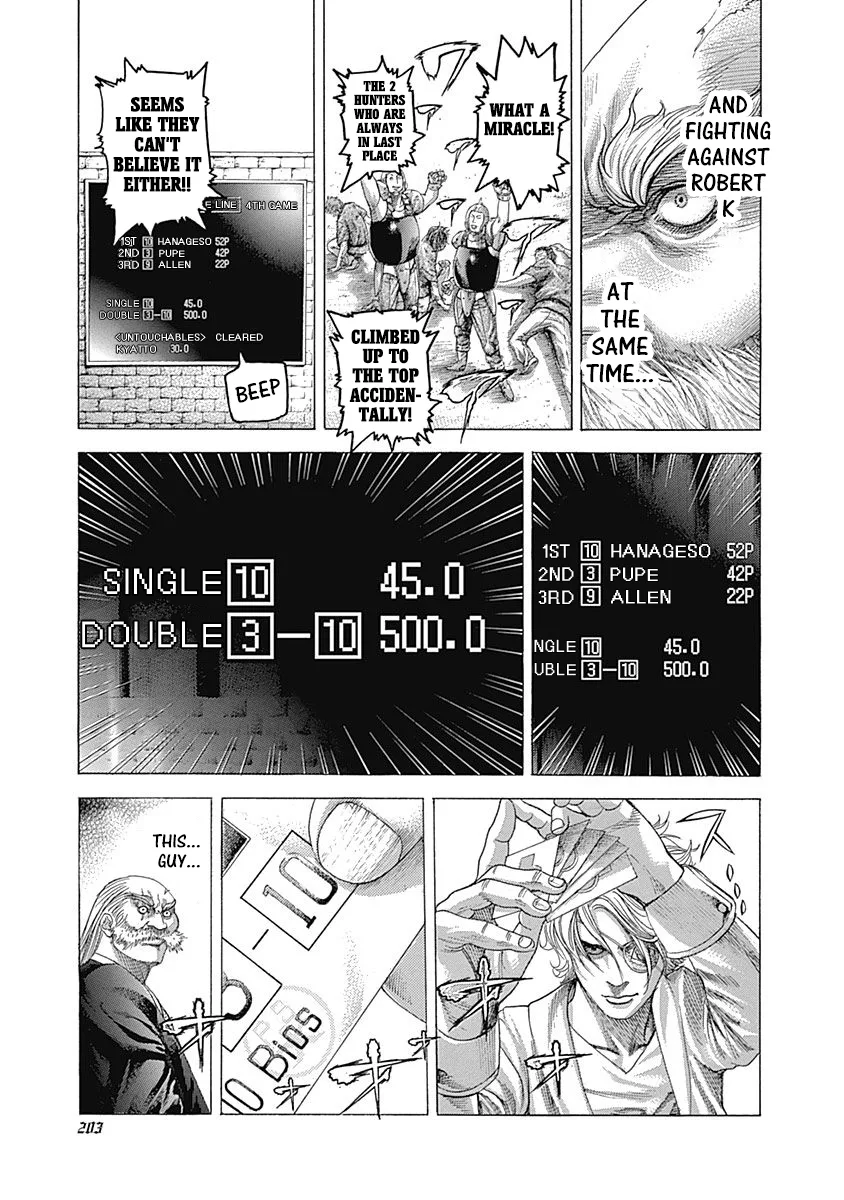 AND
FIGHTING
AGAINST
ROBERT
K
AT
THE
SAME
TIME...
WHAT A
MIRACLE!
THE 2
HUNTERS
WHO ARE
ALWAYS
IN LAST
PLACE
CLIMBED
UP TO
THE TOP
ACCIDEN-
TALLY!
SEEMS
LIKE THEY
CAN'T
BELIEVE IT
EITHER!!
E LINE 4TH GAME
1ST 10 HANAGESO 52P
2ND 3 PUPE 42P
3RD 9 ALLEN 22P
SINGLE 10 45.0
DOUBLE 3-10 500.0
<UNTOUCHABLES> CLEARED
KYATTO 30.0
BEEP
1ST 10 HANAGESO 52P
2ND 3 PUPE 42P
3RD 9 ALLEN 22P
NGLE 10 45.0
UBLE 3-10 500.0
SINGLE 10 45.0
DOUBLE 3-10 500.0
10
-
10 Bios
THIS...
GUY...
203